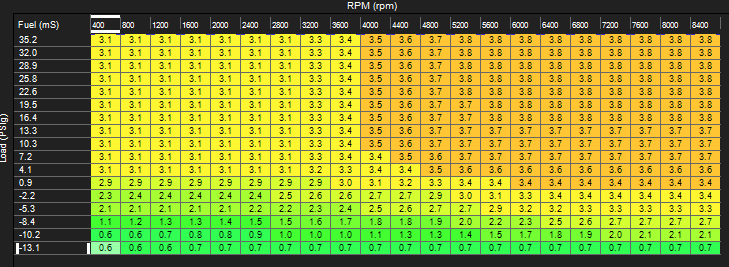 RPM (rpm)
Fuel (mS) 400 800 1200 1600 2000 2400 2800 3200 3600 4000 4400 4800 5200 5600 6000 6400 6800 7200 7600 8000 8400
35.2 3.1 3.1 3.1 3.1 3.1 3.1 3.1 3.3 3.4 3.5 3.6 3.7 3.8 3.8 3.8 3.8 3.8 3.8 3.8 3.8 3.8
32.0 3.1 3.1 3.1 3.1 3.1 3.1 3.1 3.3 3.4 3.5 3.6 3.7 3.8 3.8 3.8 3.8 3.8 3.8 3.8 3.8 3.8
28.9 3.1 3.1 3.1 3.1 3.1 3.1 3.1 3.3 3.4 3.5 3.6 3.7 3.8 3.8 3.8 3.8 3.8 3.8 3.8 3.8 3.8
25.8 3.1 3.1 3.1 3.1 3.1 3.1 3.1 3.3 3.4 3.5 3.6 3.7 3.8 3.8 3.8 3.8 3.8 3.8 3.8 3.8 3.8
22.6 3.1 3.1 3.1 3.1 3.1 3.1 3.1 3.3 3.4 3.5 3.6 3.7 3.8 3.8 3.8 3.8 3.8 3.8 3.8 3.8 3.8
19.5 3.1 3.1 3.1 3.1 3.1 3.1 3.1 3.3 3.4 3.5 3.6 3.7 3.7 3.8 3.8 3.8 3.8 3.8 3.8 3.8 3.8
16.4 3.1 3.1 3.1 3.1 3.1 3.1 3.1 3.3 3.4 3.5 3.6 3.7 3.7 3.8 3.8 3.8 3.8 3.8 3.8 3.8 3.8
13.3 3.1 3.1 3.1 3.1 3.1 3.1 3.1 3.3 3.4 3.5 3.6 3.7 3.7 3.7 3.7 3.7 3.7 3.7 3.7 3.7 3.7
10.3 3.1 3.1 3.1 3.1 3.1 3.1 3.1 3.3 3.4 3.5 3.6 3.7 3.7 3.7 3.7 3.7 3.7 3.7 3.7 3.7 3.7
7.2 3.1 3.1 3.1 3.1 3.1 3.1 3.1 3.3 3.4 3.4 3.5 3.6 3.7 3.7 3.7 3.7 3.7 3.7 3.7 3.7 3.7
4.1 3.1 3.1 3.1 3.1 3.1 3.1 3.1 3.2 3.3 3.4 3.4 3.5 3.6 3.6 3.6 3.6 3.6 3.6 3.6 3.6 3.6
0.9 2.9 2.9 2.9 2.9 2.9 2.9 2.9 2.9 3.0 3.1 3.2 3.3 3.3 3.4 3.4 3.4 3.4 3.4 3.4 3.4 3.4
-2.2 2.3 2.4 2.4 2.4 2.4 2.5 2.6 2.6 2.7 2.7 2.7 2.9 3.0 3.1 3.3 3.4 3.4 3.4 3.4 3.4 3.4
-5.3 2.1 2.1 2.1 2.1 2.1 2.2 2.2 2.3 2.4 2.5 2.6 2.7 2.7 2.9 3.2 3.2 3.3 3.3 3.3 3.3 3.3
-8.4 1.1 1.2 1.3 1.3 1.4 1.5 1.5 1.6 1.7 1.8 1.8 1.9 2.0 2.2 2.3 2.5 2.6 2.7 2.7 2.7 2.7
-10.2 0.6 0.6 0.7 0.8 0.8 0.9 1.0 1.0 1.0 1.1 1.3 1.3 1.4 1.5 1.7 1.8 1.9 2.0 2.1 2.1 2.1
-13.1 0.6 0.6 0.6 0.7 0.7 0.7 0.7 0.7 0.7 0.7 0.7 0.7 0.7 0.7 0.7 0.7 0.7 0.7 0.7 0.7 0.7
Load (PSIg)